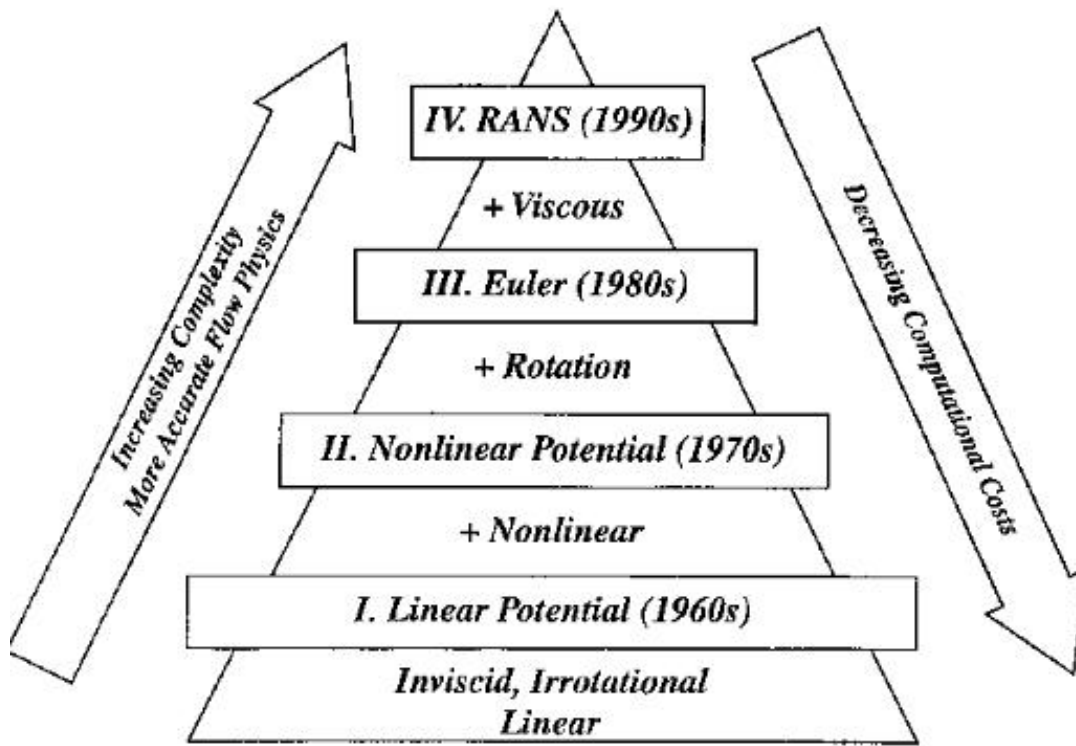 IV. RANS (1990s)
+ Viscous
III. Euler (1980s)
+ Rotation
II. Nonlinear Potential (1970s)
+ Nonlinear
I. Linear Potential (1960s)
Inviscid, Irrotational
Linear
Increasing Complexity
More Accurate Flow Physics
Decreasing Computational Costs